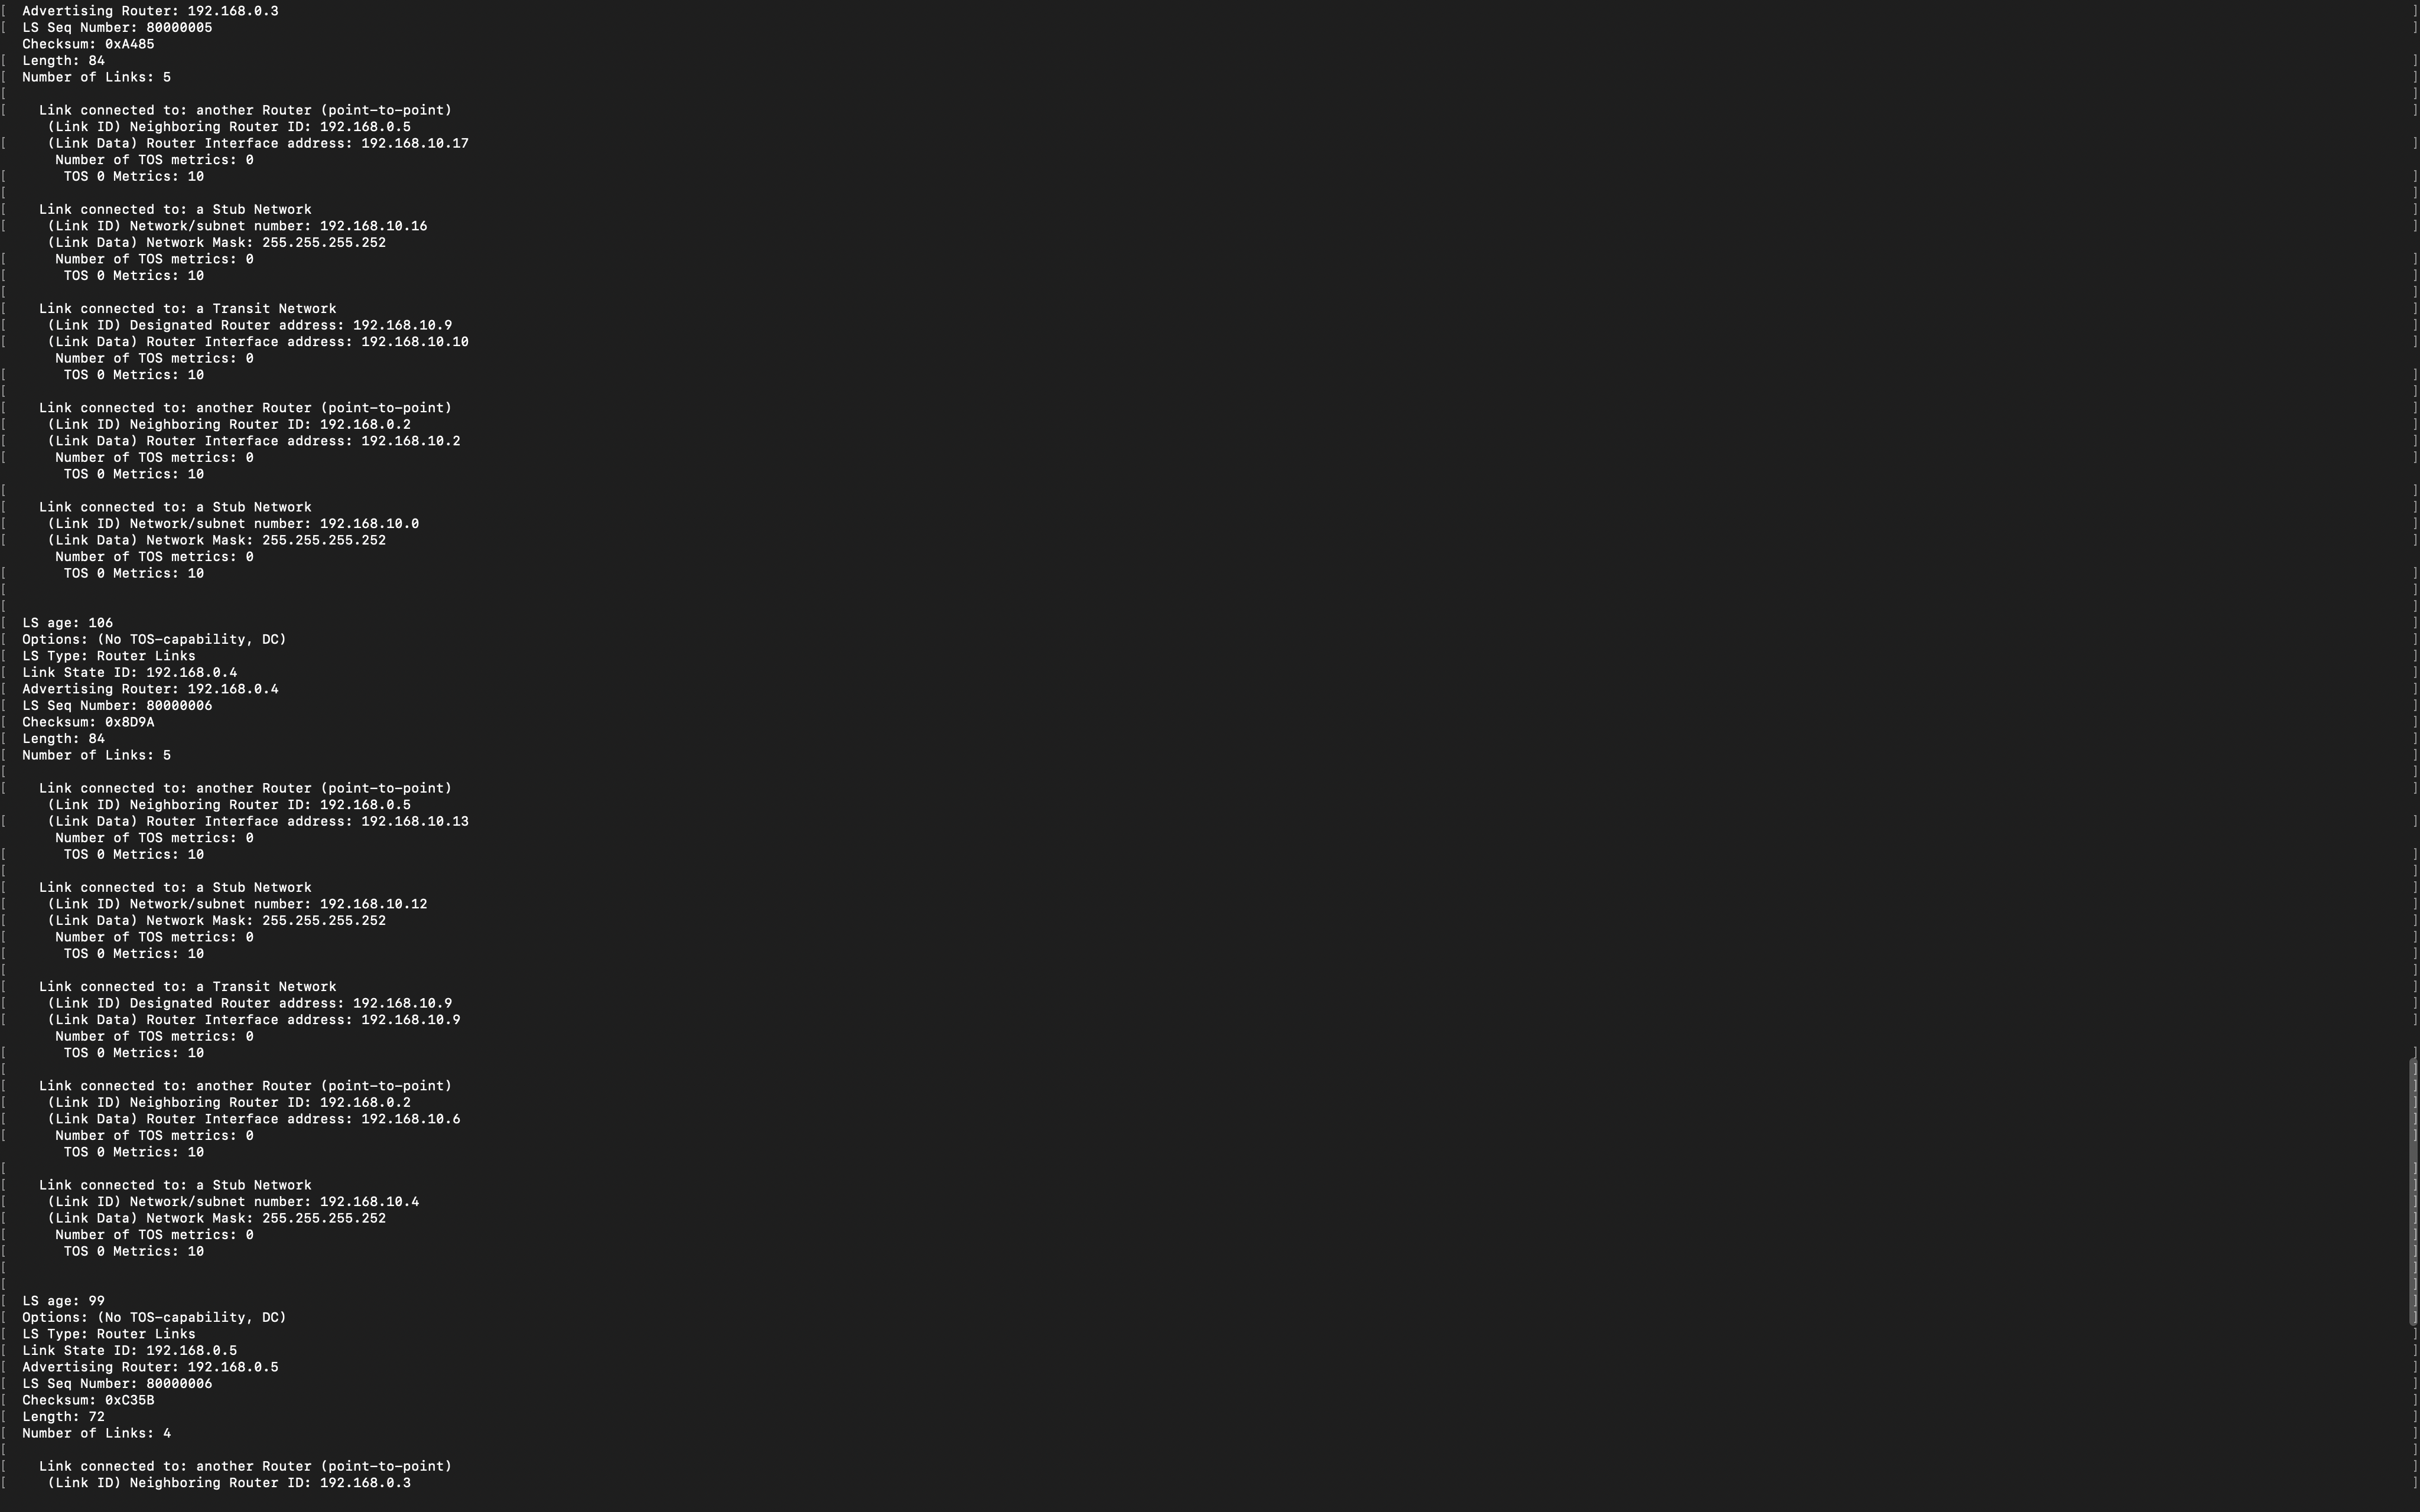 Advertising Router: 192.168.0.3
LS Seq Number: 80000005
Checksum: 0xA485
Length: 84
Number of Links: 5
Link connected to: another Router (point-to-point)
(Link ID) Neighboring Router ID: 192.168.0.5
(Link Data) Router Interface address: 192.168.10.17
Number of TOS metrics: 0
TOS 0 Metrics: 10
Link connected to: a Stub Network
(Link ID) Network/subnet number: 192.168.10.16
(Link Data) Network Mask: 255.255.255.252
Number of TOS metrics: 0
TOS 0 Metrics: 10
Link connected to: a Transit Network
(Link ID) Designated Router address: 192.168.10.9
(Link Data) Router Interface address: 192.168.10.10
Number of TOS metrics: 0
TOS 0 Metrics: 10
Link connected to: another Router (point-to-point)
(Link ID) Neighboring Router ID: 192.168.0.2
(Link Data) Router Interface address: 192.168.10.2
Number of TOS metrics: 0
TOS 0 Metrics: 10
Link connected to: a Stub Network
(Link ID) Network/subnet number: 192.168.10.0
(Link Data) Network Mask: 255.255.255.252
Number of TOS metrics: 0
TOS 0 Metrics: 10
LS age: 106
Options: (No TOS-capability, DC)
LS Type: Router Links
Link State ID: 192.168.0.4
Advertising Router: 192.168.0.4
LS Seq Number: 80000006
Checksum: 0x8D9A
Length: 84
Number of Links: 5
Link connected to: another Router (point-to-point)
(Link ID) Neighboring Router ID: 192.168.0.5
(Link Data) Router Interface address: 192.168.10.13
Number of TOS metrics: 0
TOS 0 Metrics: 10
Link connected to: a Stub Network
(Link ID) Network/subnet number: 192.168.10.12
(Link Data) Network Mask: 255.255.255.252
Number of TOS metrics: 0
TOS 0 Metrics: 10
Link connected to: a Transit Network
(Link ID) Designated Router address: 192.168.10.9
(Link Data) Router Interface address: 192.168.10.9
Number of TOS metrics: 0
TOS 0 Metrics: 10
Link connected to: another Router (point-to-point)
(Link ID) Neighboring Router ID: 192.168.0.2
(Link Data) Router Interface address: 192.168.10.6
Number of TOS metrics: 0
TOS 0 Metrics: 10
Link connected to: a Stub Network
(Link ID) Network/subnet number: 192.168.10.4
(Link Data) Network Mask: 255.255.255.252
Number of TOS metrics: 0
TOS 0 Metrics: 10
LS age: 99
Options: (No TOS-capability, DC)
LS Type: Router Links
Link State ID: 192.168.0.5
Advertising Router: 192.168.0.5
LS Seq Number: 80000006
Checksum: 0xC35B
Length: 72
Number of Links: 4
Link connected to: another Router (point-to-point)
(Link ID) Neighboring Router ID: 192.168.0.3